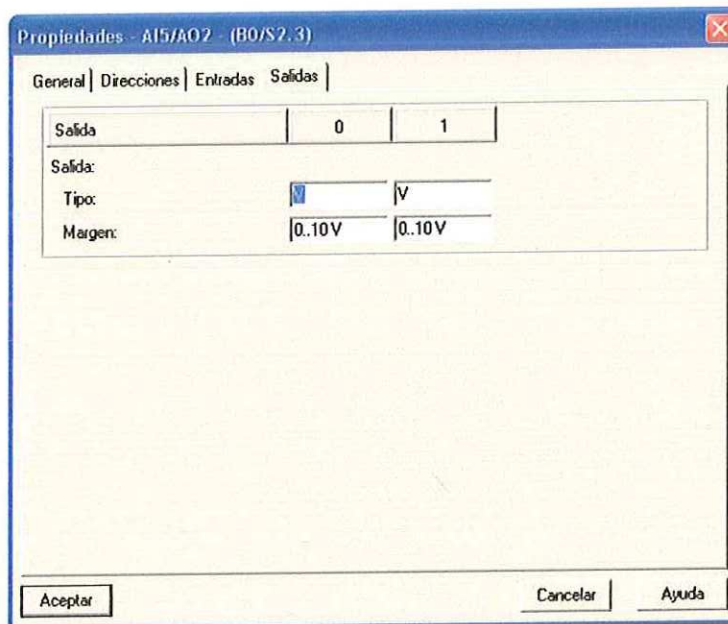 Propiedades - AI5/AO2 - (B0/S2.3)
General Direcciones Entradas Salidas
Salida 0 1
Salida:
Tipo: V V
Margen: 0..10V 0..10V
Aceptar Cancelar Ayuda